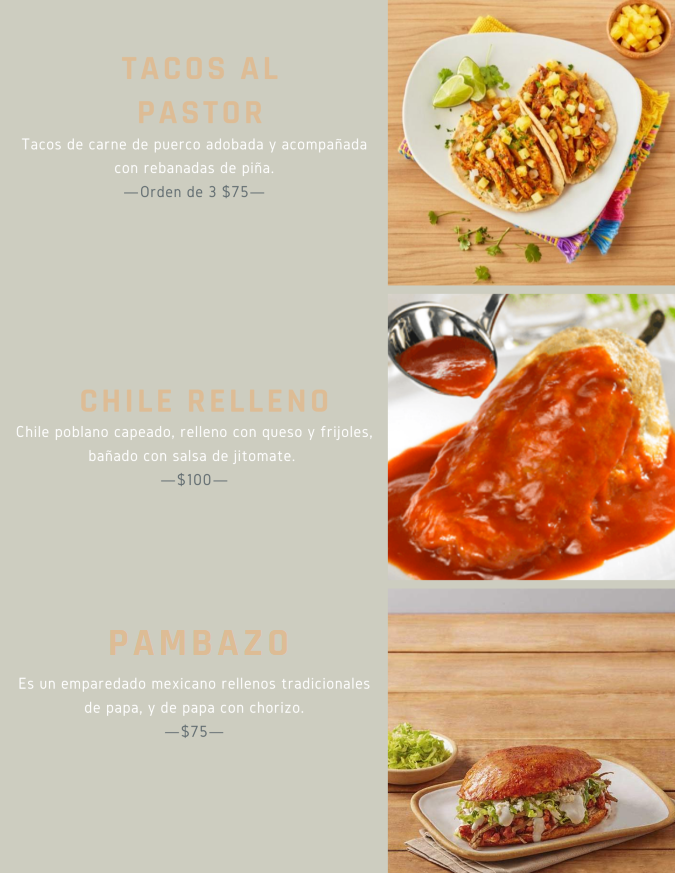 TACOS AL
PASTOR
Tacos de carne de puerco adobada y acompañada
con rebanadas de piña.
—Orden de 3 $75—
CHILE RELLENO
Chile poblano capeado, relleno con queso y frijoles,
bañado con salsa de jitomate.
—$100—
PAMBAZO
Es un emparedado mexicano rellenos tradicionales
de papa, y de papa con chorizo.
—$75—